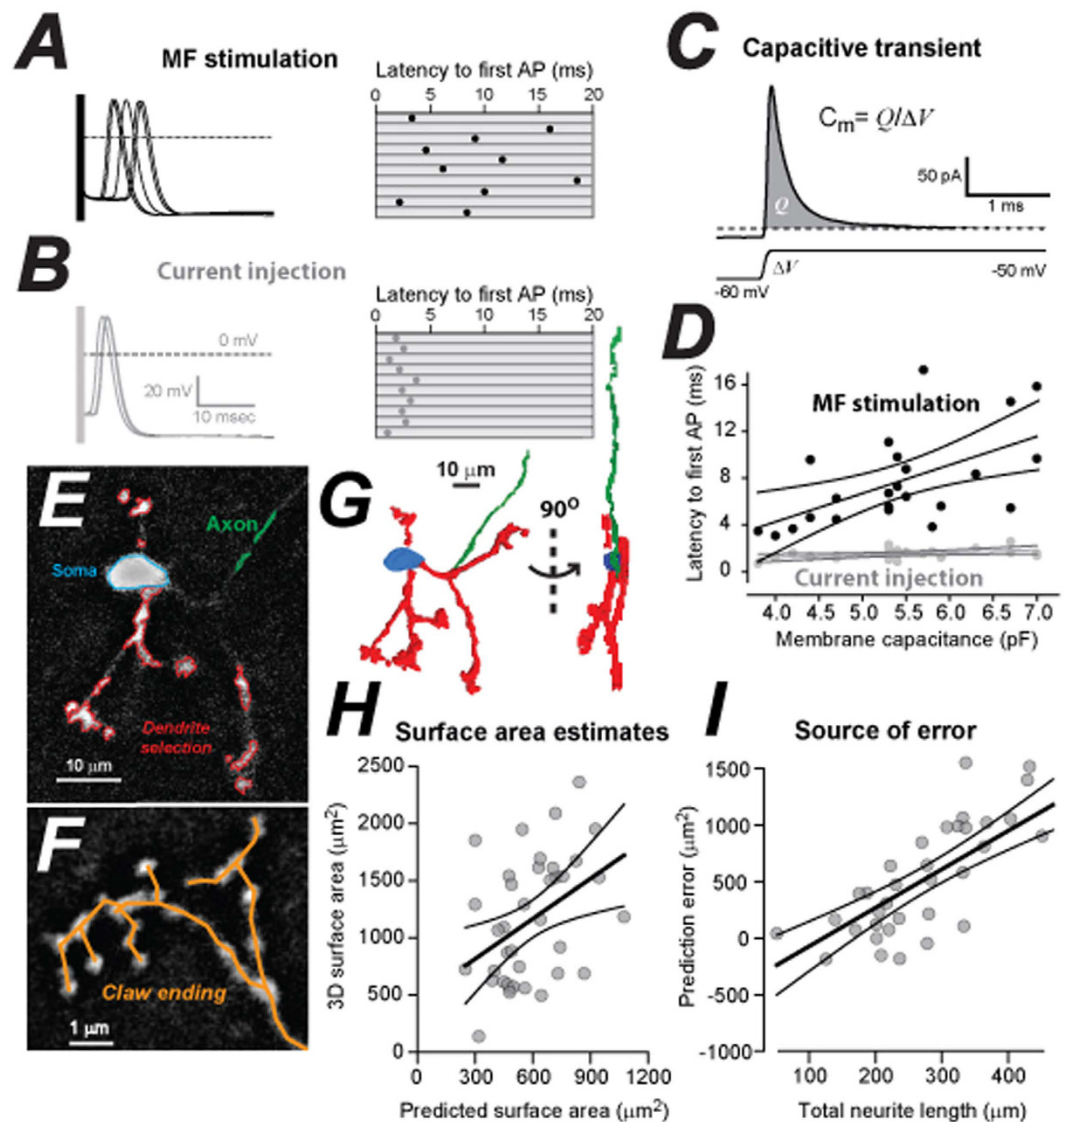 A
MF stimulation
Latency to first AP (ms)
0 5 10 15 20
B
Current injection
0 mV
20 mV
10 msec
Latency to first AP (ms)
0 5 10 15 20
C
Capacitive transient
Cm= Q/ΔV
50 pA
1 ms
Q
ΔV
-50 mV
-60 mV
D
Latency to first AP (ms)
16
12
8
4
0
MF stimulation
Current injection
4.0 4.5 5.0 5.5 6.0 6.5 7.0
Membrane capacitance (pF)
E
Axon
Soma
Dendrite
selection
10 μm
F
Claw ending
1 μm
G
10 μm
90o
H
Surface area estimates
3D surface area (μm2)
2500
2000
1500
1000
500
0
0 300 600 900 1200
Predicted surface area (μm2)
I
Source of error
Prediction error (μm2)
1500
1000
500
0
-500
-1000
100 200 300 400
Total neurite length (μm)